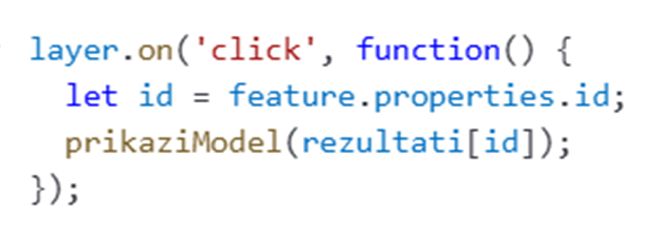 layer.on('click', function() {
  let id = feature.properties.id;
  prikaziModel(rezultati[id]);
});